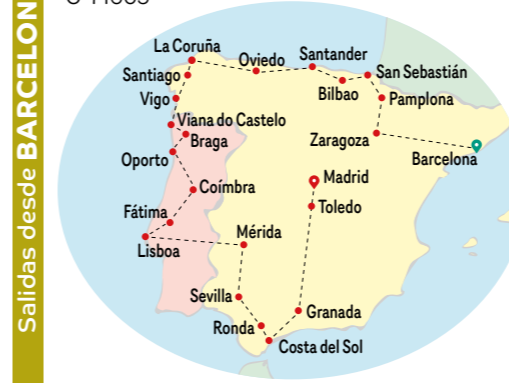 Salidas desde BARCELON
La Coruña
Oviedo
Santander
Santiago
San Sebastián
Bilbao
Vigo
Pamplona
Viana do Castelo
Braga
Zaragoza
Oporto
Barcelona
Madrid
Coímbra
Toledo
Fátima
Mérida
Lisboa
Sevilla
Granada
Ronda
Costa del Sol